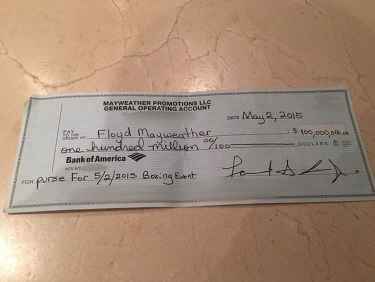 MAYWEATHER PROMOTIONS LLC
GENERAL OPERATING ACCOUNT
DATE May 2, 2015
PAY TO THE ORDER OF Floyd Mayweather $ 100,000,000.00
one hundred million 00/100 DOLLARS
Bank of America
FOR purse For 5/2/2015 Boxing Event